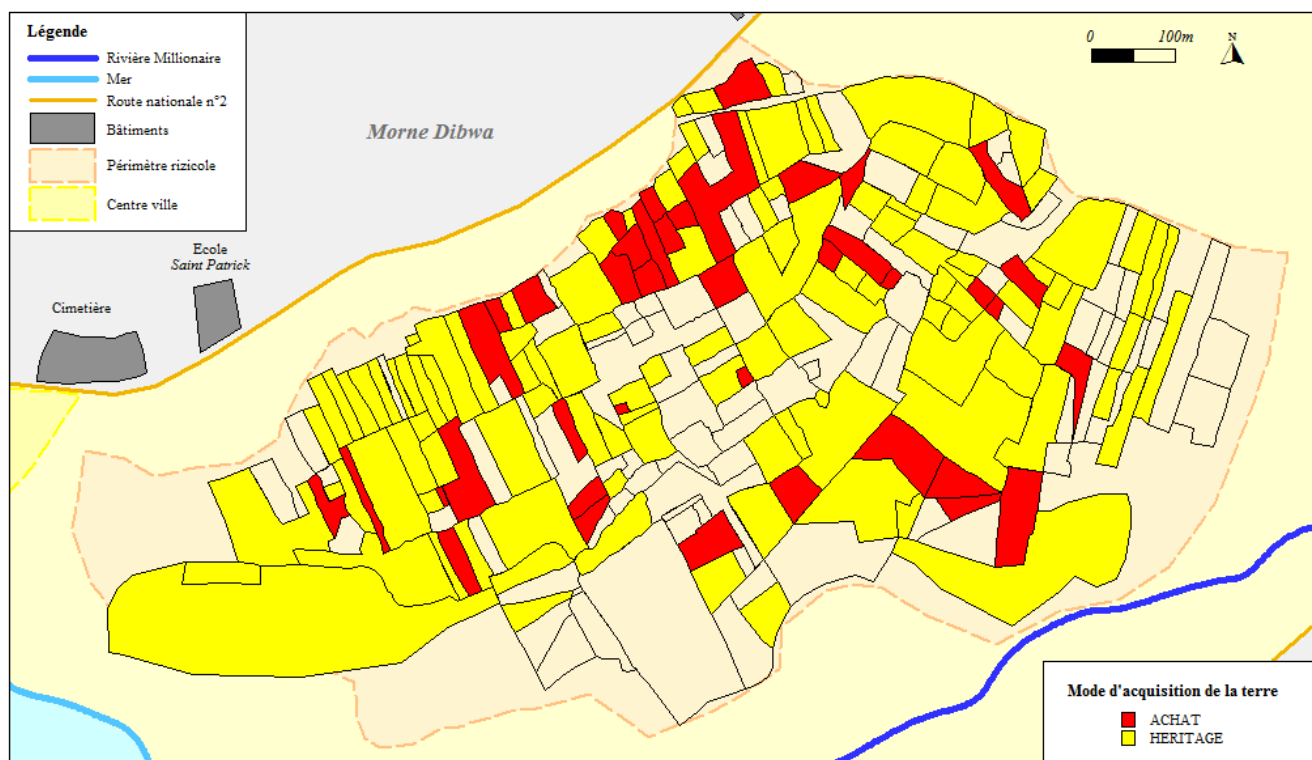 Légende
Rivière Millionaire
Mer
Route nationale n°2
Bâtiments
Périmètre rizicole
Centre ville
Morne Dibwa
0 100m
N
Ecole
Saint Patrick
Cimetière
Mode d'acquisition de la terre
ACHAT
HERITAGE